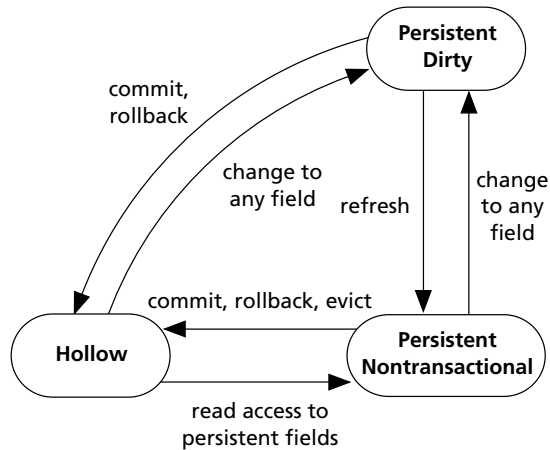 Persistent
Dirty
commit,
rollback
change to
any field
refresh
change
to any
field
commit, rollback, evict
Hollow
Persistent
Nontransactional
read access to
persistent fields